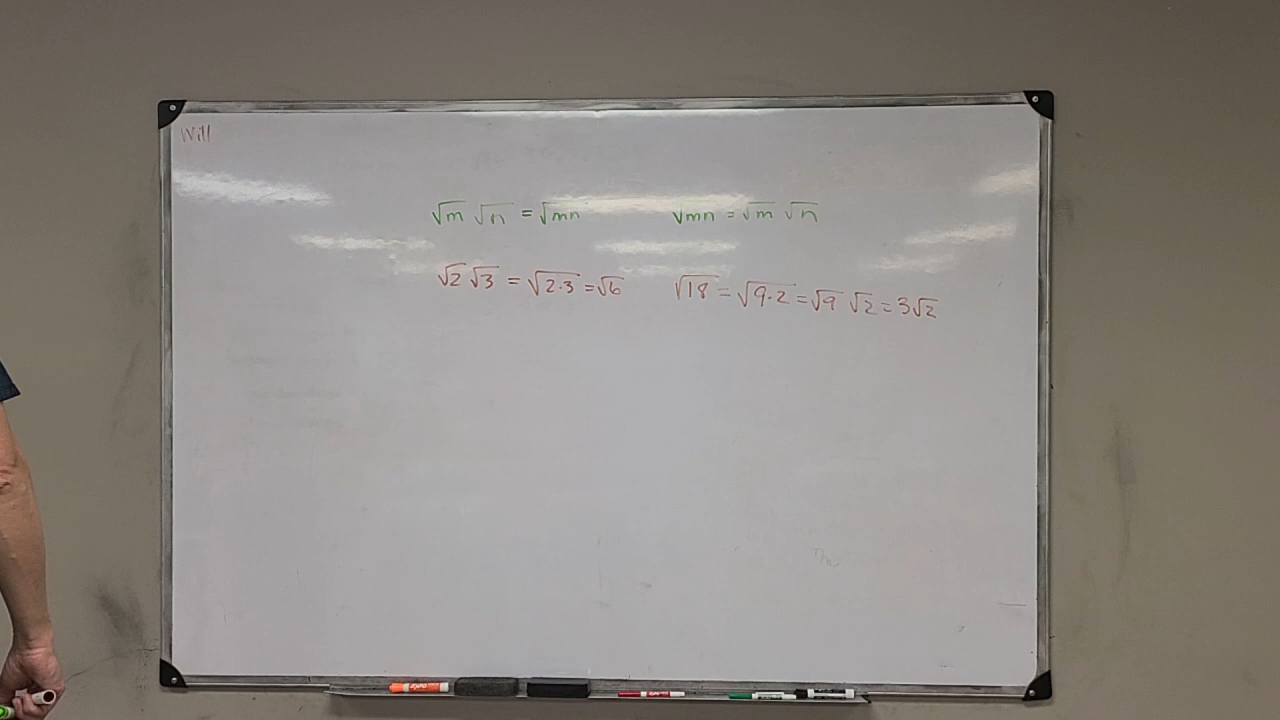 Will
√m √n = √mn
√mn = √m √n
√2 √3 = √2·3 = √6
√18 = √9·2 = √9 √2 = 3√2